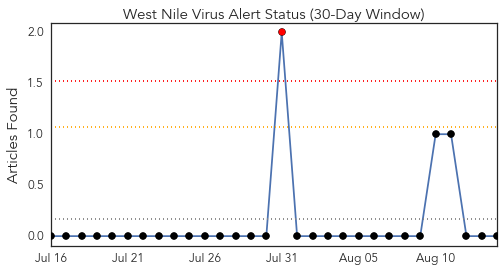 West Nile Virus Alert Status (30-Day Window)
Articles Found
2.0
1.5
1.0
0.5
0.0
Jul 16 Jul 21 Jul 26 Jul 31 Aug 05 Aug 10